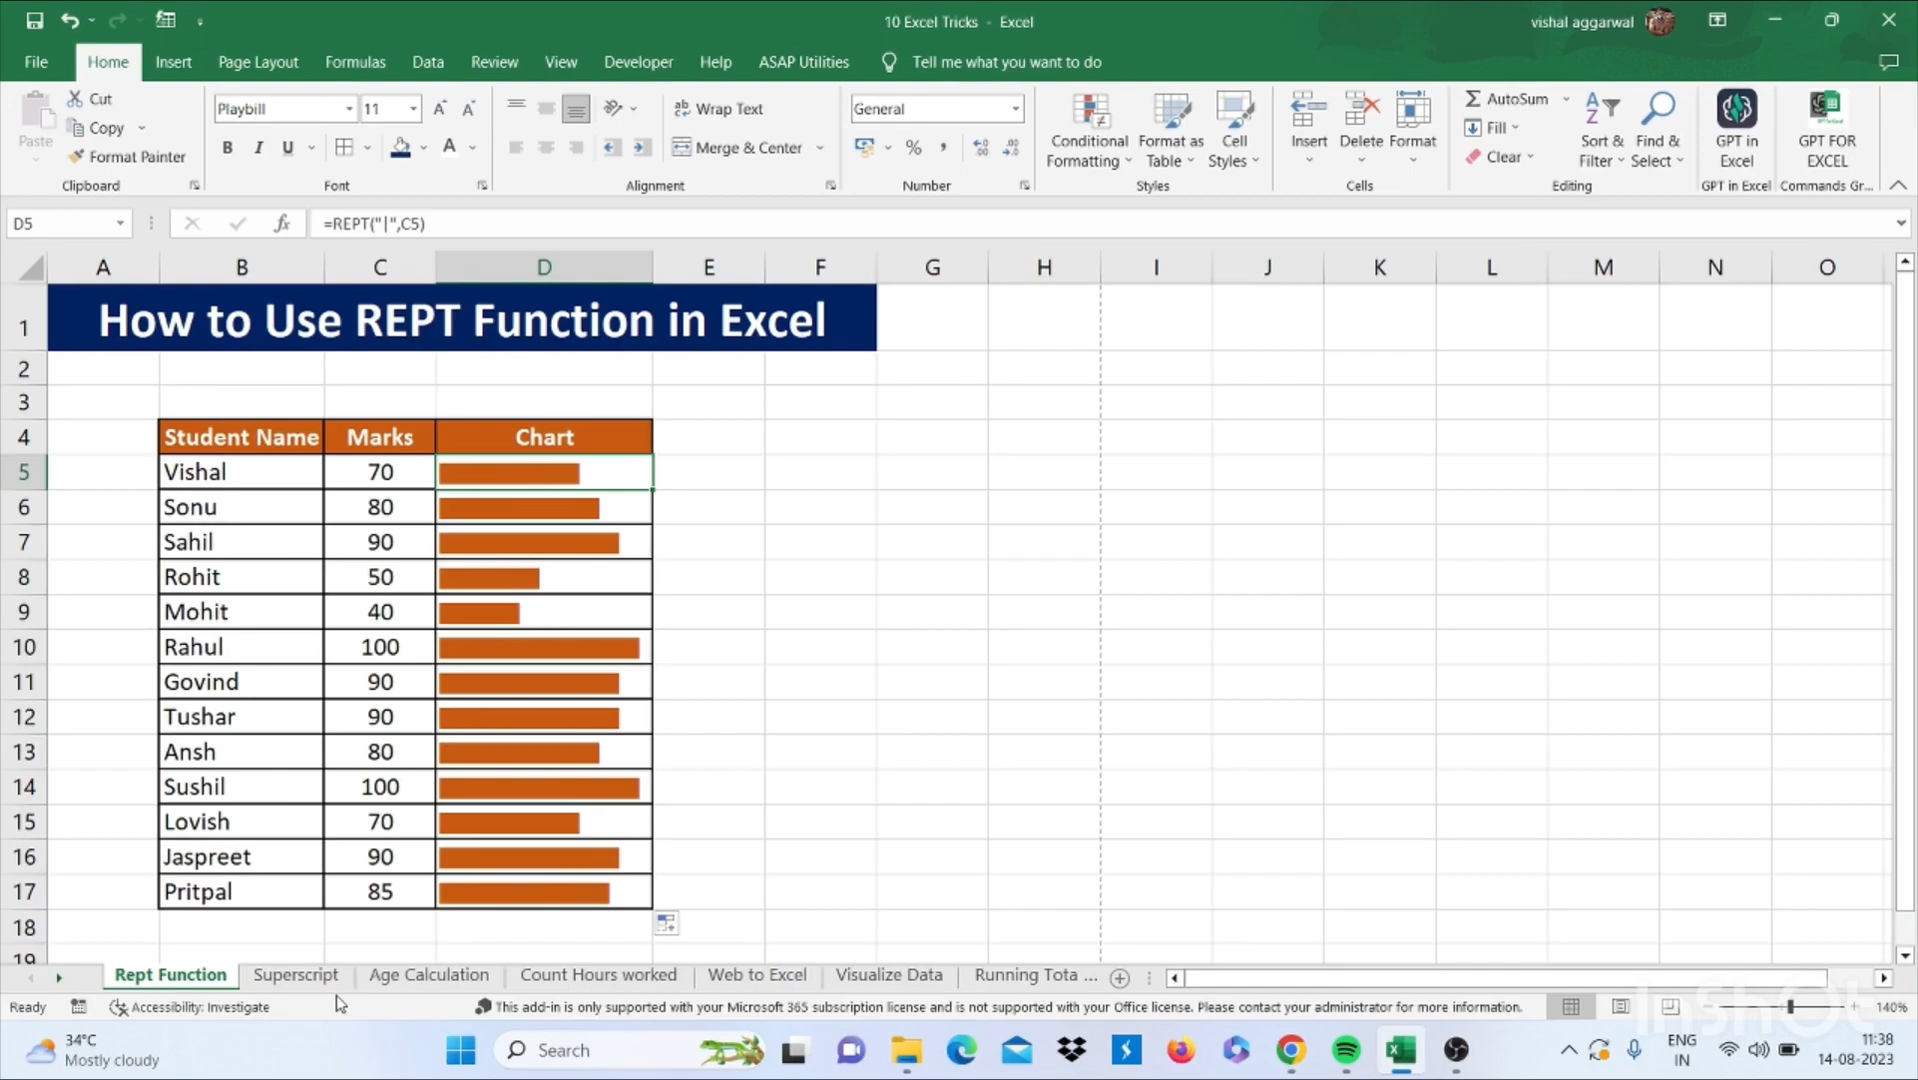 10 Excel Tricks - Excel
vishal aggarwal
File Home Insert Page Layout Formulas Data Review View Developer Help ASAP Utilities Tell me what you want to do
Paste
Cut
Copy
Format Painter
Clipboard
Playbill 11
B I U
Font
Wrap Text
Merge & Center
Alignment
General
Number
Conditional Formatting
Format as Table
Cell Styles
Styles
Insert Delete Format
Cells
AutoSum
Fill
Clear
Sort & Filter
Find & Select
Editing
GPT in Excel
GPT in Excel
GPT FOR EXCEL
Commands Gr...
D5 fx =REPT("|",C5)
A B C D E F G H I J K L M N O
1 How to Use REPT Function in Excel
2
3
4 Student Name Marks Chart
5 Vishal 70
6 Sonu 80
7 Sahil 90
8 Rohit 50
9 Mohit 40
10 Rahul 100
11 Govind 90
12 Tushar 90
13 Ansh 80
14 Sushil 100
15 Lovish 70
16 Jaspreet 90
17 Pritpal 85
18
19
Rept Function Superscript Age Calculation Count Hours worked Web to Excel Visualize Data Running Tota ...
Ready Accessibility: Investigate This add-in is only supported with your Microsoft 365 subscription license and is not supported with your Office license. Please contact your administrator for more information. 140%
InShOt
34°C
Mostly cloudy
Search
ENG
IN
11:38
14-08-2023